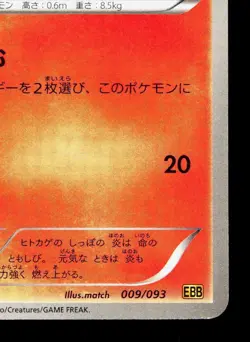 モン 高さ:0.6m 重さ:8.5kg
ギーを2枚選び、このポケモンに
20
ヒトカゲの しっぽの 炎は 命の
ともしび。 元気な ときは 炎も
力強く 燃え上がる。
Illus.match 009/093 EBB
o/Creatures/GAME FREAK.